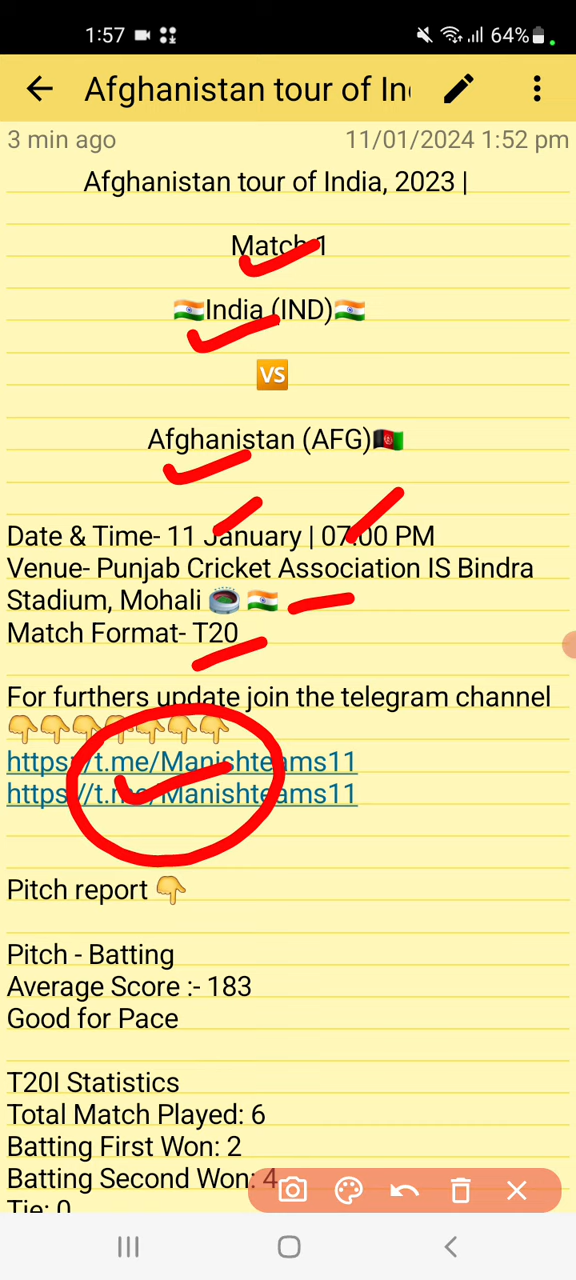 1:57
64%
Afghanistan tour of In
3 min ago
11/01/2024 1:52 pm
Afghanistan tour of India, 2023 |
Match 1
🇮🇳India (IND)🇮🇳
🆚
Afghanistan (AFG)🇦🇫
Date & Time- 11 January | 07:00 PM
Venue- Punjab Cricket Association IS Bindra
Stadium, Mohali 🏟️ 🇮🇳
Match Format- T20
For furthers update join the telegram channel
👇👇👇👇👇👇👇
https://t.me/Manishteams11
https://t.me/Manishteams11
Pitch report 👇
Pitch - Batting
Average Score :- 183
Good for Pace
T20I Statistics
Total Match Played: 6
Batting First Won: 2
Batting Second Won: 4
Tie: 0